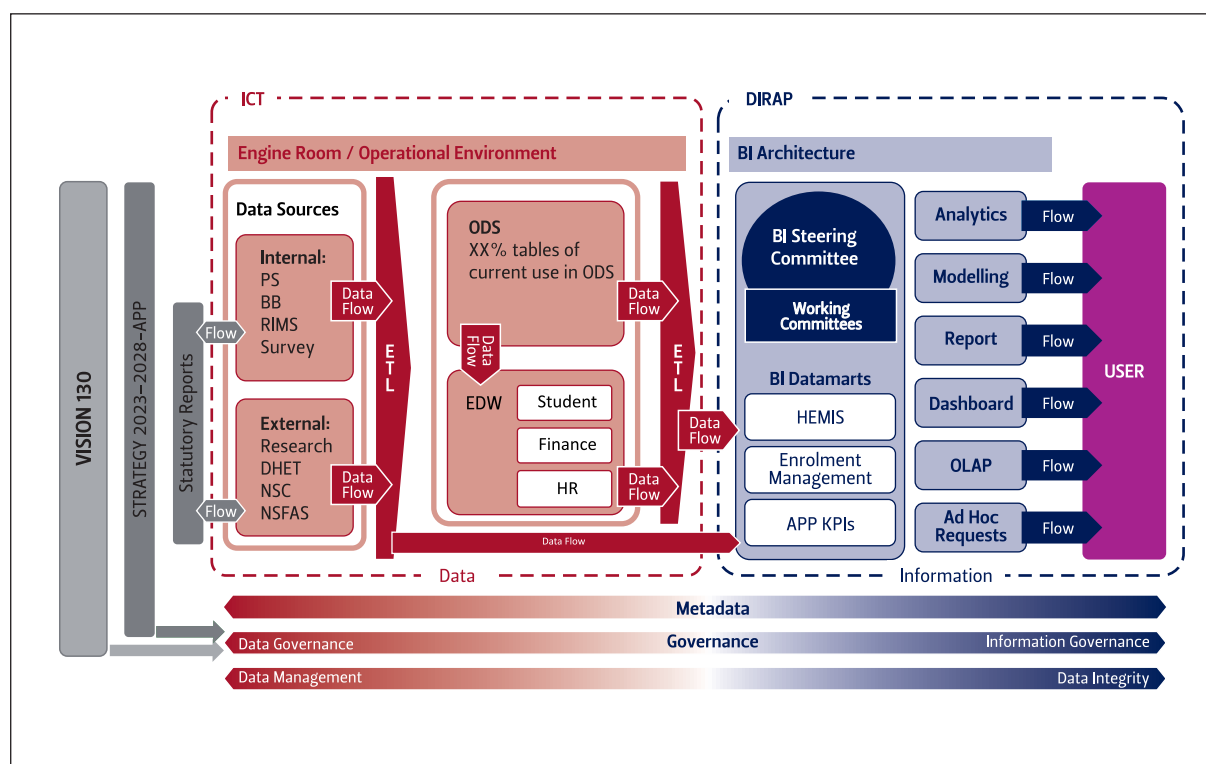 ICT
DIRAP
Engine Room / Operational Environment
BI Architecture
VISION 130
STRATEGY 2023–2028–APP
Statutory Reports
Flow
Flow
Data Sources
Internal:
PS
BB
RIMS
Survey
External:
Research
DHET
NSC
NSFAS
Data
Flow
Data
Flow
ETL
ODS
XX% tables of
current use in ODS
Data
Flow
EDW
Student
Finance
HR
Data
Flow
Data
Flow
ETL
Data
Flow
Data Flow
BI Steering
Committee
Working
Committees
BI Datamarts
HEMIS
Enrolment
Management
APP KPIs
Analytics
Flow
Modelling
Flow
Report
Flow
Dashboard
Flow
OLAP
Flow
Ad Hoc
Requests
Flow
USER
Data
Information
Metadata
Data Governance
Governance
Information Governance
Data Management
Data Integrity